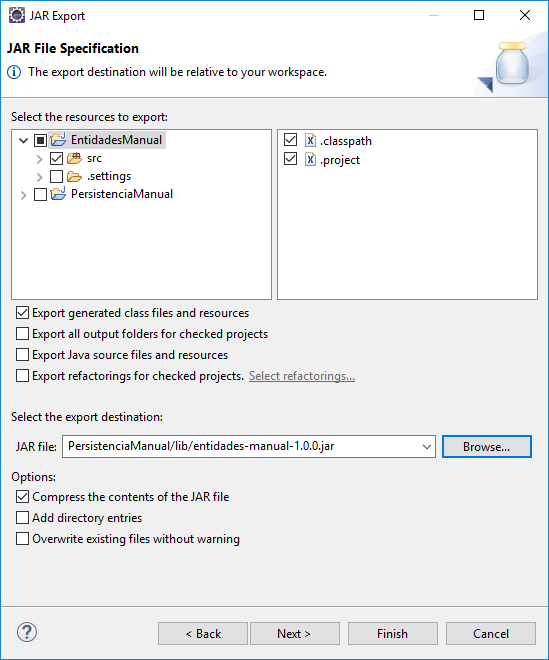 JAR Export
JAR File Specification
The export destination will be relative to your workspace.
Select the resources to export:
EntidadesManual
src
.settings
PersistenciaManual
.classpath
.project
Export generated class files and resources
Export all output folders for checked projects
Export Java source files and resources
Export refactorings for checked projects. Select refactorings...
Select the export destination:
JAR file: PersistenciaManual/lib/entidades-manual-1.0.0.jar Browse...
Options:
Compress the contents of the JAR file
Add directory entries
Overwrite existing files without warning
< Back Next > Finish Cancel